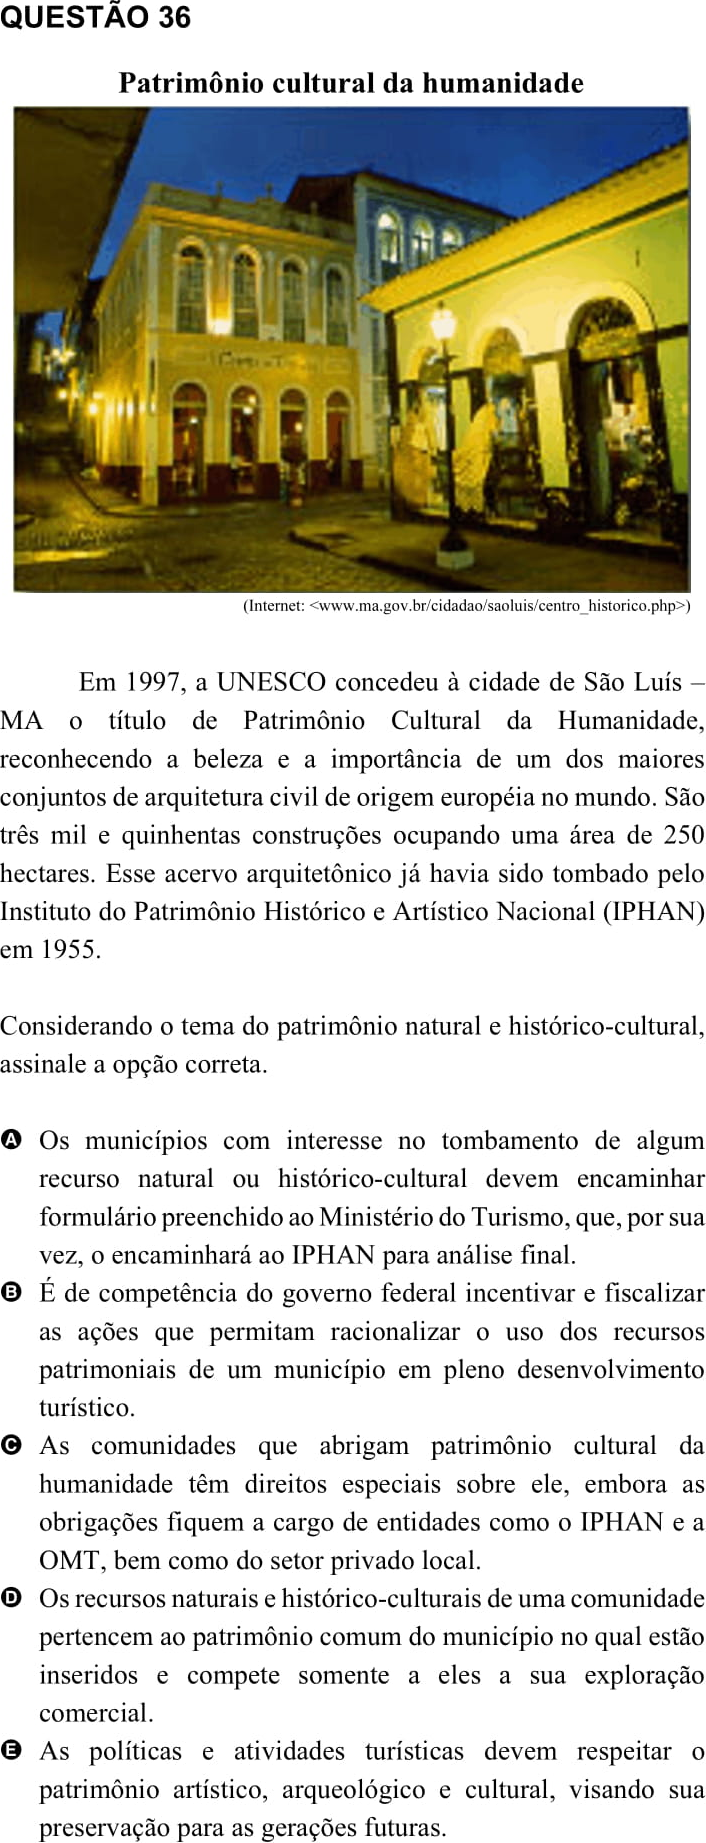 QUESTÃO 36
Patrimônio cultural da humanidade
(Internet: <www.ma.gov.br/cidadao/saoluis/centro_historico.php>)
Em 1997, a UNESCO concedeu à cidade de São Luís –
MA o título de Patrimônio Cultural da Humanidade,
reconhecendo a beleza e a importância de um dos maiores
conjuntos de arquitetura civil de origem européia no mundo. São
três mil e quinhentas construções ocupando uma área de 250
hectares. Esse acervo arquitetônico já havia sido tombado pelo
Instituto do Patrimônio Histórico e Artístico Nacional (IPHAN)
em 1955.
Considerando o tema do patrimônio natural e histórico-cultural,
assinale a opção correta.
A Os municípios com interesse no tombamento de algum
recurso natural ou histórico-cultural devem encaminhar
formulário preenchido ao Ministério do Turismo, que, por sua
vez, o encaminhará ao IPHAN para análise final.
B É de competência do governo federal incentivar e fiscalizar
as ações que permitam racionalizar o uso dos recursos
patrimoniais de um município em pleno desenvolvimento
turístico.
C As comunidades que abrigam patrimônio cultural da
humanidade têm direitos especiais sobre ele, embora as
obrigações fiquem a cargo de entidades como o IPHAN e a
OMT, bem como do setor privado local.
D Os recursos naturais e histórico-culturais de uma comunidade
pertencem ao patrimônio comum do município no qual estão
inseridos e compete somente a eles a sua exploração
comercial.
E As políticas e atividades turísticas devem respeitar o
patrimônio artístico, arqueológico e cultural, visando sua
preservação para as gerações futuras.